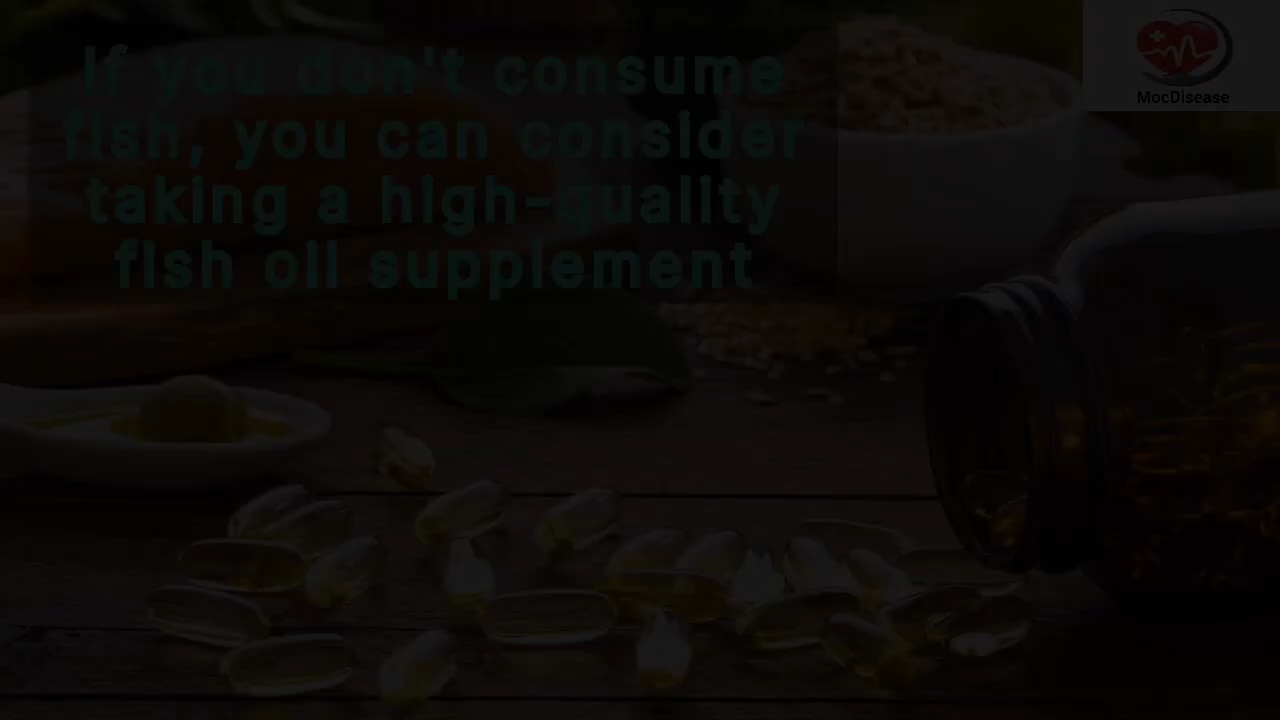 If you don't consume
fish, you can consider
taking a high-quality
fish oil supplement
MocDisease